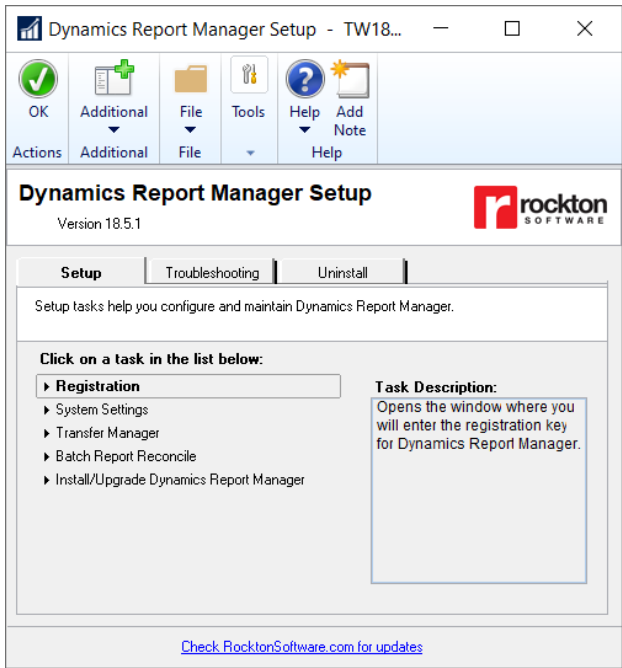 Dynamics Report Manager Setup - TW18...
OK
Additional
File
Tools
Help
Add
Note
Actions
Additional
File
Help
Dynamics Report Manager Setup
Version 18.5.1
rockton
SOFTWARE
Setup
Troubleshooting
Uninstall
Setup tasks help you configure and maintain Dynamics Report Manager.
Click on a task in the list below:
Registration
System Settings
Transfer Manager
Batch Report Reconcile
Install/Upgrade Dynamics Report Manager
Task Description:
Opens the window where you
will enter the registration key
for Dynamics Report Manager.
Check RocktonSoftware.com for updates